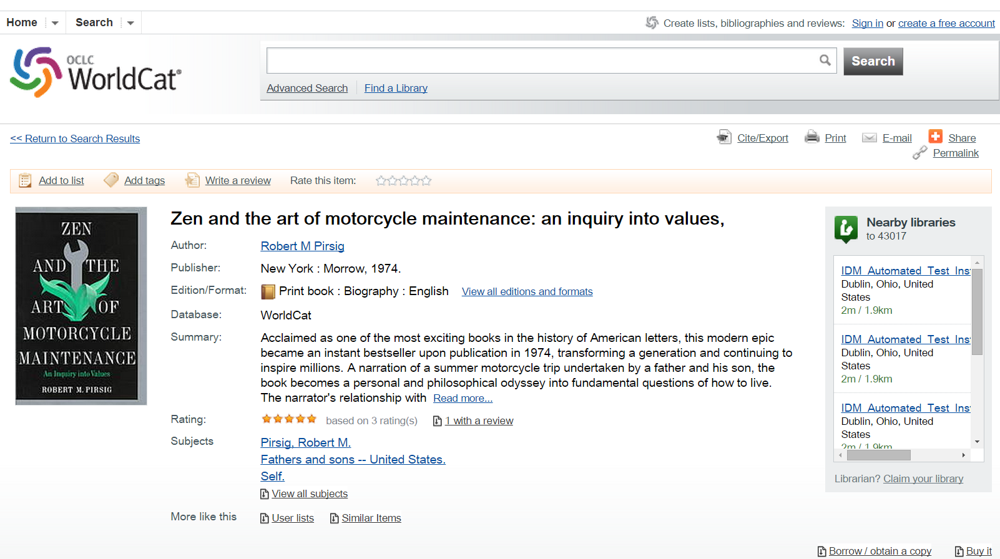 Home
Search
Create lists, bibliographies and reviews: Sign in or create a free account
OCLC
WorldCat®
Search
Advanced Search
Find a Library
<< Return to Search Results
Cite/Export
Print
E-mail
Share
Permalink
Add to list
Add tags
Write a review
Rate this item:
ZEN
AND THE
ART OF
MOTORCYCLE
MAINTENANCE
An Inquiry into Values
ROBERT M. PIRSIG
Zen and the art of motorcycle maintenance: an inquiry into values,
Author: Robert M Pirsig
Publisher: New York : Morrow, 1974.
Edition/Format: Print book : Biography : English View all editions and formats
Database: WorldCat
Summary: Acclaimed as one of the most exciting books in the history of American letters, this modern epic
became an instant bestseller upon publication in 1974, transforming a generation and continuing to
inspire millions. A narration of a summer motorcycle trip undertaken by a father and his son, the
book becomes a personal and philosophical odyssey into fundamental questions of how to live.
The narrator's relationship with Read more...
Rating: based on 3 rating(s) 1 with a review
Subjects Pirsig, Robert M.
Fathers and sons -- United States.
Self.
View all subjects
More like this User lists Similar Items
Nearby libraries
to 43017
IDM_Automated_Test_Ins
Dublin, Ohio, United
States
2m / 1.9km
IDM_Automated_Test_Ins
Dublin, Ohio, United
States
2m / 1.9km
IDM_Automated_Test_Ins
Dublin, Ohio, United
States
2m / 1.9km
Librarian? Claim your library
Borrow / obtain a copy
Buy it